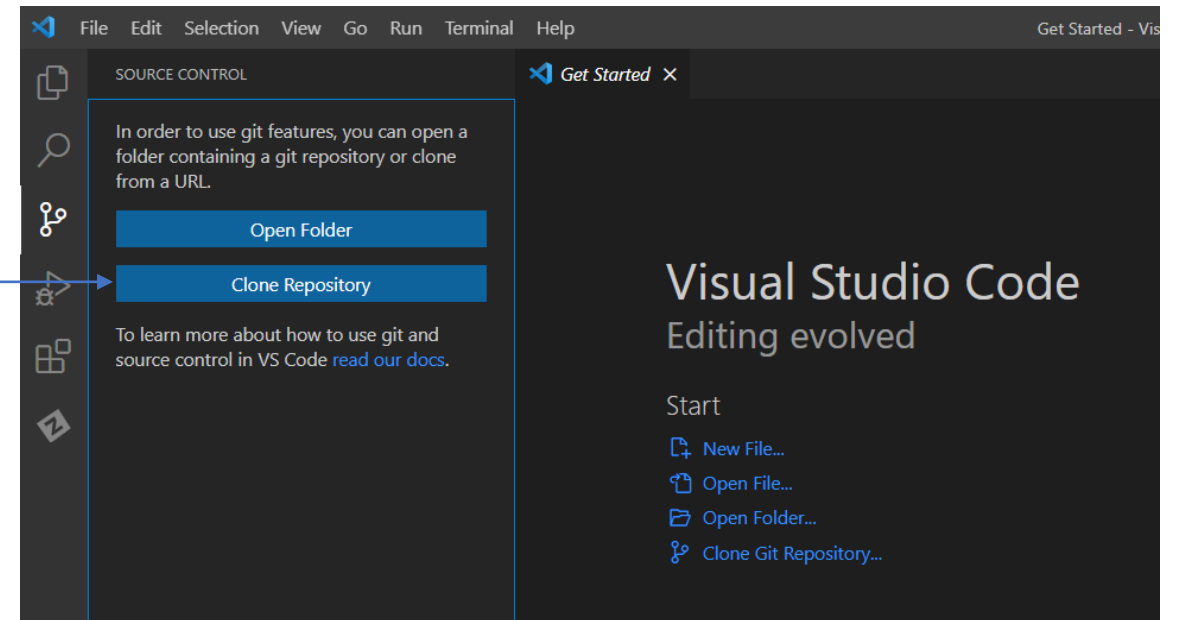 File Edit Selection View Go Run Terminal Help
Get Started - Vis
SOURCE CONTROL
Get Started
In order to use git features, you can open a
folder containing a git repository or clone
from a URL.
Open Folder
Clone Repository
To learn more about how to use git and
source control in VS Code read our docs.
Visual Studio Code
Editing evolved
Start
New File...
Open File...
Open Folder...
Clone Git Repository...